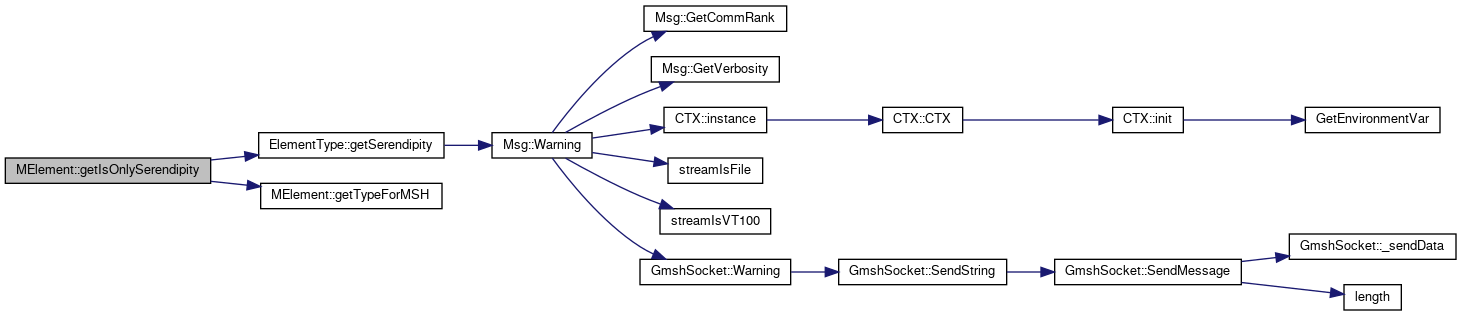 MElement::getIsOnlySerendipity
ElementType::getSerendipity
MElement::getTypeForMSH
Msg::Warning
Msg::GetCommRank
Msg::GetVerbosity
CTX::instance
CTX::CTX
CTX::init
GetEnvironmentVar
streamIsFile
streamIsVT100
GmshSocket::Warning
GmshSocket::SendString
GmshSocket::SendMessage
GmshSocket::_sendData
length